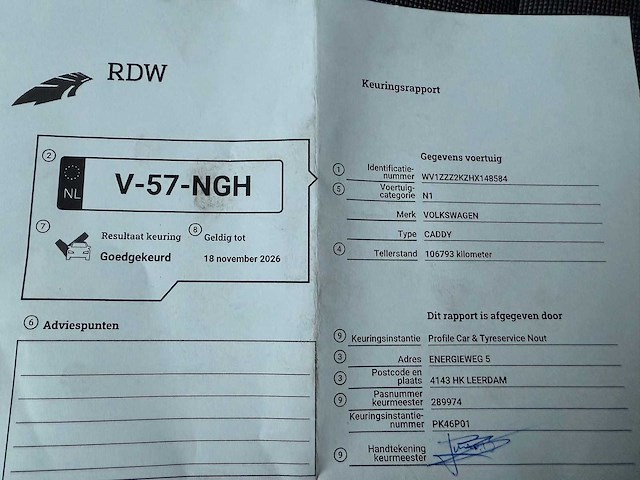 RDW
2
NL
V-57-NGH
7
Resultaat keuring
Goedgekeurd
8
Geldig tot
18 november 2026
6 Adviespunten
Keuringsrapport
Gegevens voertuig
1 Identificatie-
nummer WV1ZZZ2KZHX148584
5 Voertuig-
categorie N1
Merk VOLKSWAGEN
Type CADDY
4 Tellerstand 106793 kilometer
Dit rapport is afgegeven door
9 Keuringsinstantie Profile Car & Tyreservice Nout
3 Adres ENERGIEWEG 5
3 Postcode en
plaats 4143 HK LEERDAM
9 Pasnummer
keurmeester 289974
Keuringsinstantie-
nummer PK46P01
9 Handtekening
keurmeester